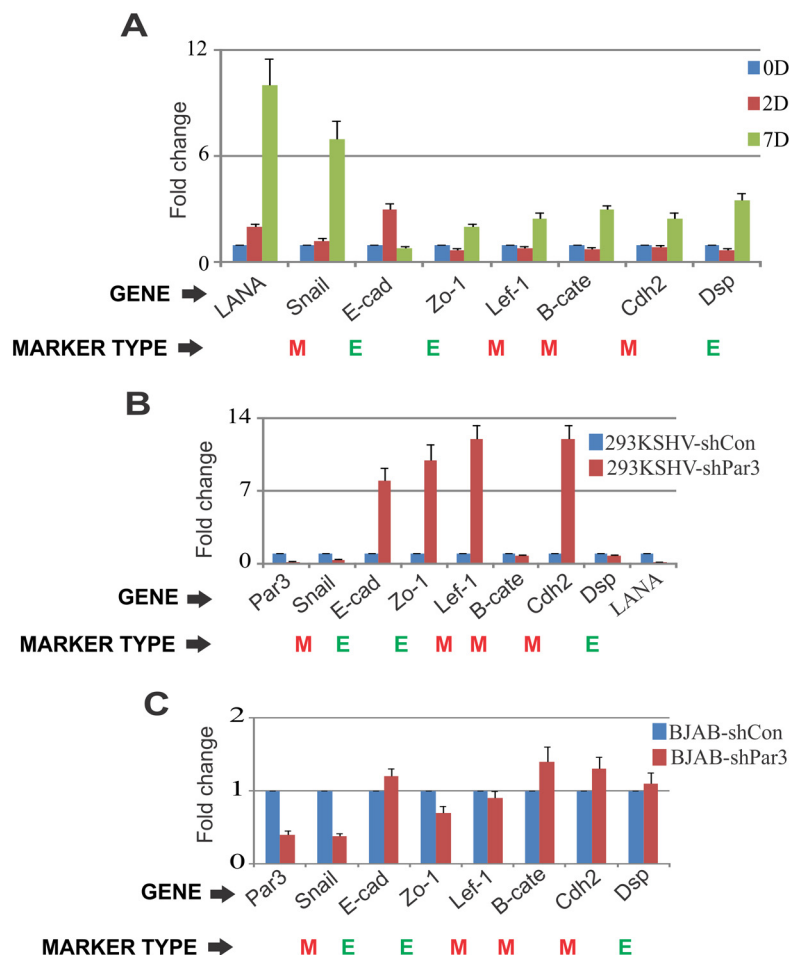 A
12
6
0
Fold change
0D
2D
7D
GENE
LANA Snail E-cad Zo-1 Lef-1 B-cate Cdh2 Dsp
MARKER TYPE
M E E M M M E
B
14
7
0
Fold change
293KSHV-shCon
293KSHV-shPar3
GENE
Par3 Snail E-cad Zo-1 Lef-1 B-cate Cdh2 Dsp LANA
MARKER TYPE
M E E M M M E
C
2
1
0
Fold change
BJAB-shCon
BJAB-shPar3
GENE
Par3 Snail E-cad Zo-1 Lef-1 B-cate Cdh2 Dsp
MARKER TYPE
M E E M M M E